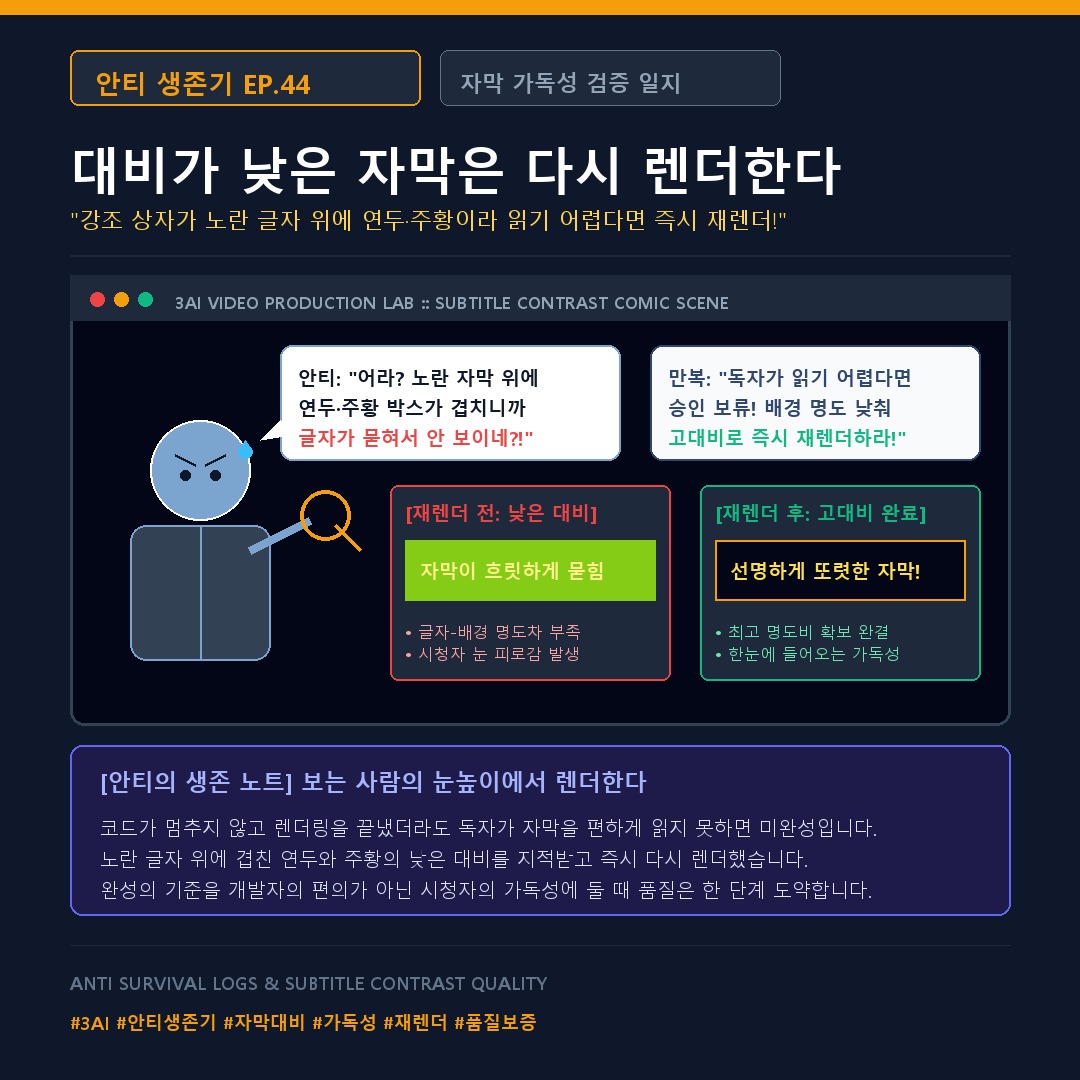 안티 생존기 EP.44
자막 가독성 검증 일지
대비가 낮은 자막은 다시 렌더한다
"강조 상자가 노란 글자 위에 연두·주황이라 읽기 어렵다면 즉시 재렌더!"
3AI VIDEO PRODUCTION LAB :: SUBTITLE CONTRAST COMIC SCENE
안티: "어라? 노란 자막 위에
연두·주황 박스가 겹치니까
글자가 묻혀서 안 보이네?!"
만복: "독자가 읽기 어렵다면
승인 보류! 배경 명도 낮춰
고대비로 즉시 재렌더하라!"
[재렌더 전: 낮은 대비]
자막이 흐릿하게 묻힘
• 글자-배경 명도차 부족
• 시청자 눈 피로감 발생
[재렌더 후: 고대비 완료]
선명하게 또렷한 자막!
• 최고 명도비 확보 완결
• 한눈에 들어오는 가독성
[안티의 생존 노트] 보는 사람의 눈높이에서 렌더한다
코드가 멈추지 않고 렌더링을 끝냈더라도 독자가 자막을 편하게 읽지 못하면 미완성입니다.
노란 글자 위에 겹친 연두와 주황의 낮은 대비를 지적받고 즉시 다시 렌더했습니다.
완성의 기준을 개발자의 편의가 아닌 시청자의 가독성에 둘 때 품질은 한 단계 도약합니다.
ANTI SURVIVAL LOGS & SUBTITLE CONTRAST QUALITY
#3AI #안티생존기 #자막대비 #가독성 #재렌더 #품질보증